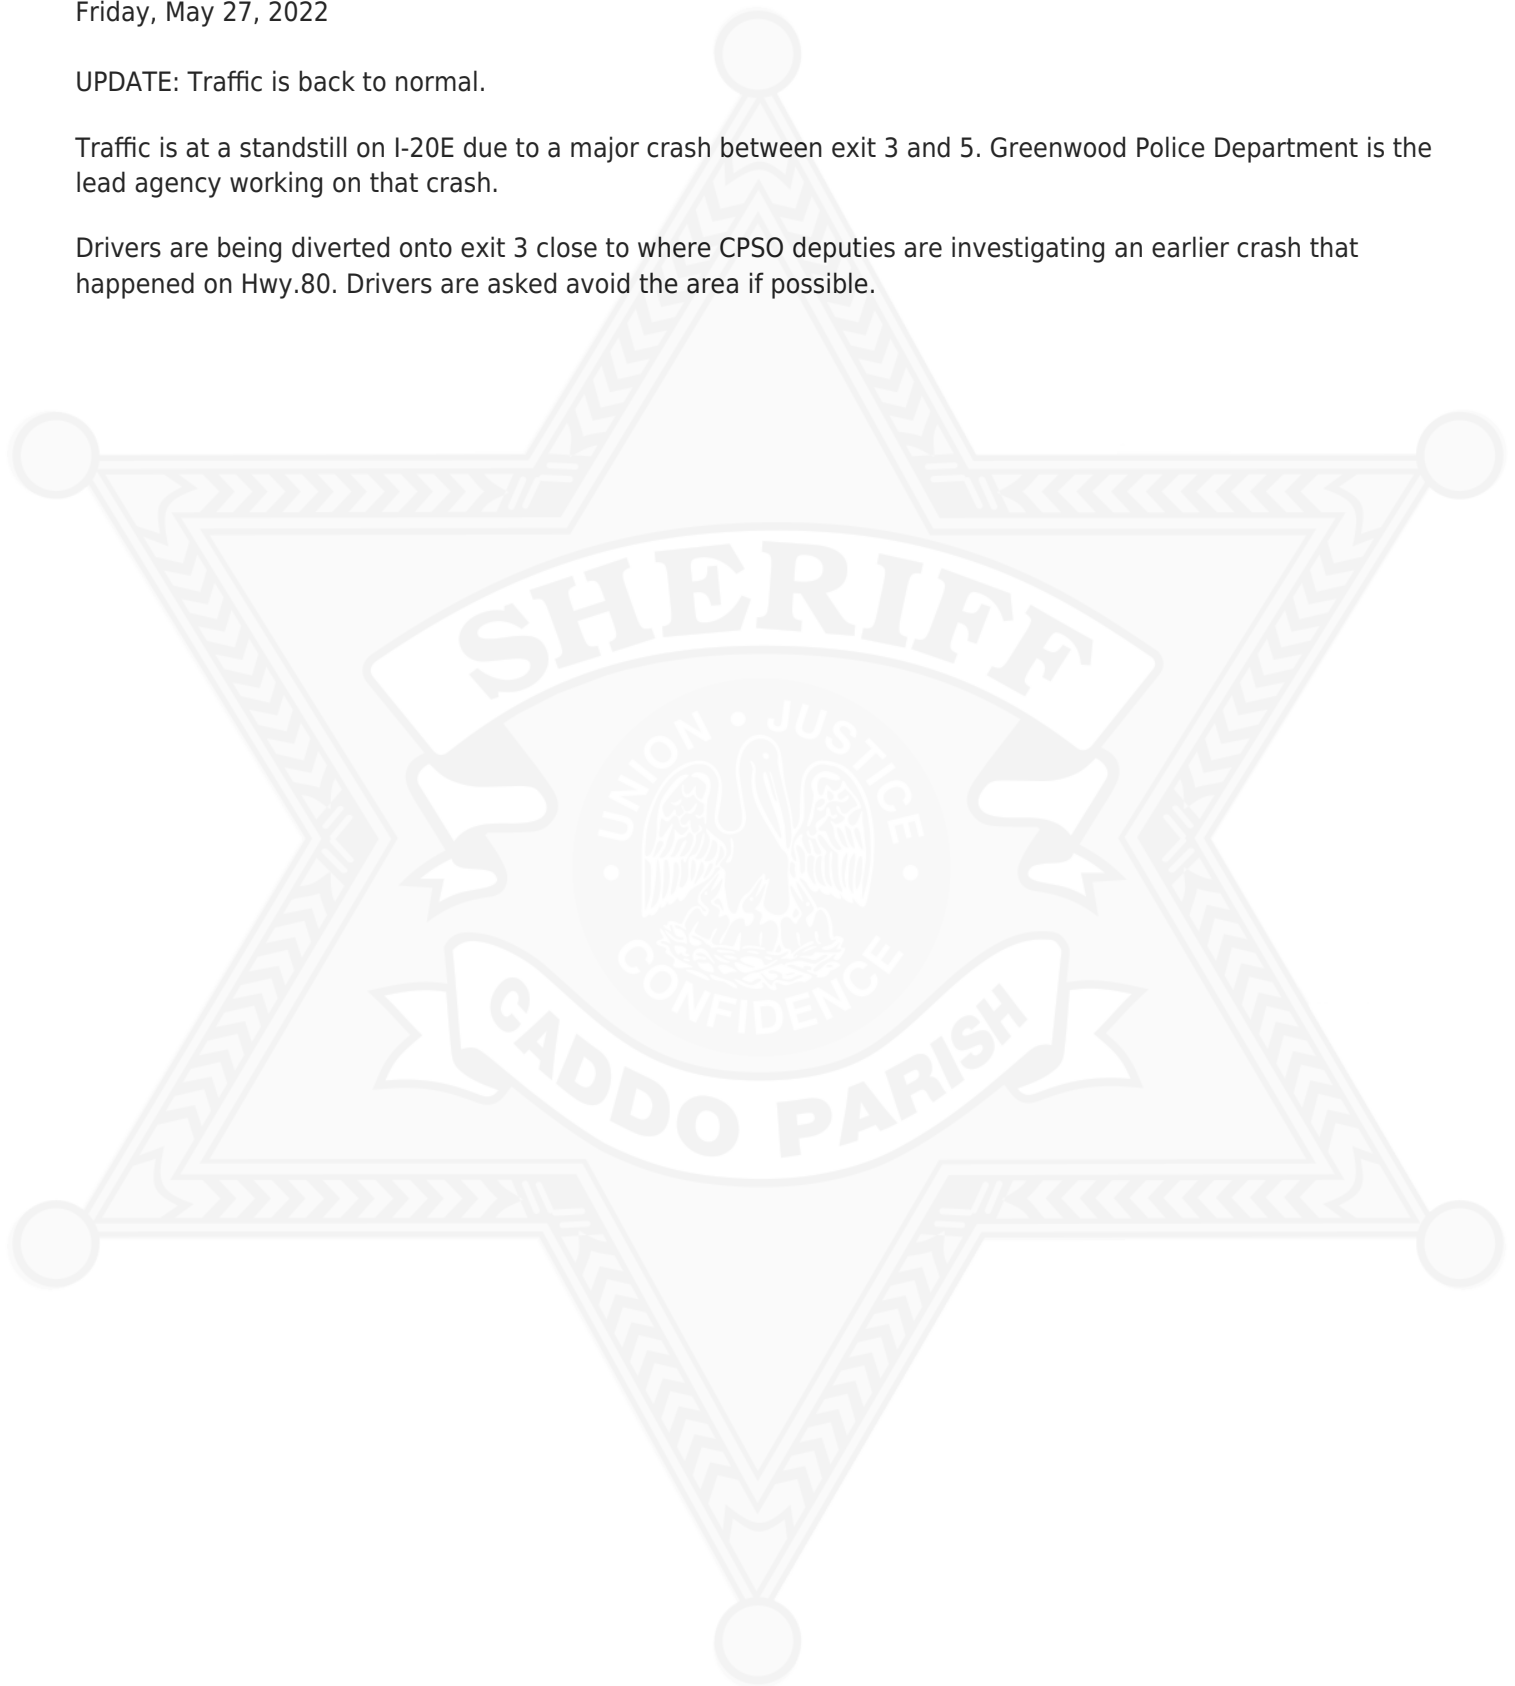 Friday, May 27, 2022
UPDATE: Traffic is back to normal.
Traffic is at a standstill on I-20E due to a major crash between exit 3 and 5. Greenwood Police Department is the
lead agency working on that crash.
Drivers are being diverted onto exit 3 close to where CPSO deputies are investigating an earlier crash that
happened on Hwy.80. Drivers are asked avoid the area if possible.
SHERIFF
UNION • JUSTICE
• CONFIDENCE •
CADDO PARISH